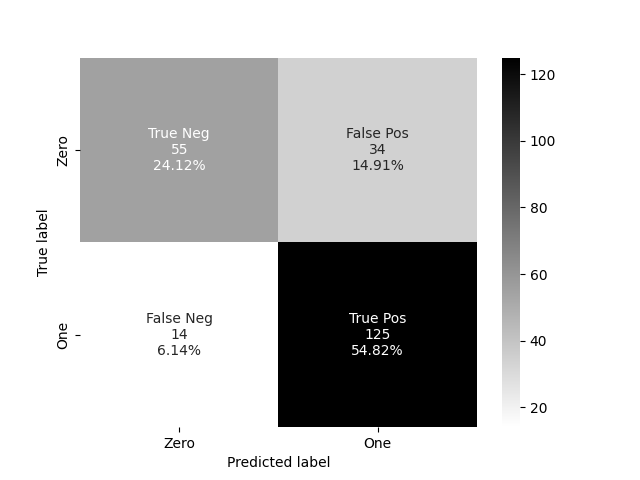 True Neg
55
24.12%
False Pos
34
14.91%
False Neg
14
6.14%
True Pos
125
54.82%
Zero
One
True label
Zero
One
Predicted label
120
100
80
60
40
20